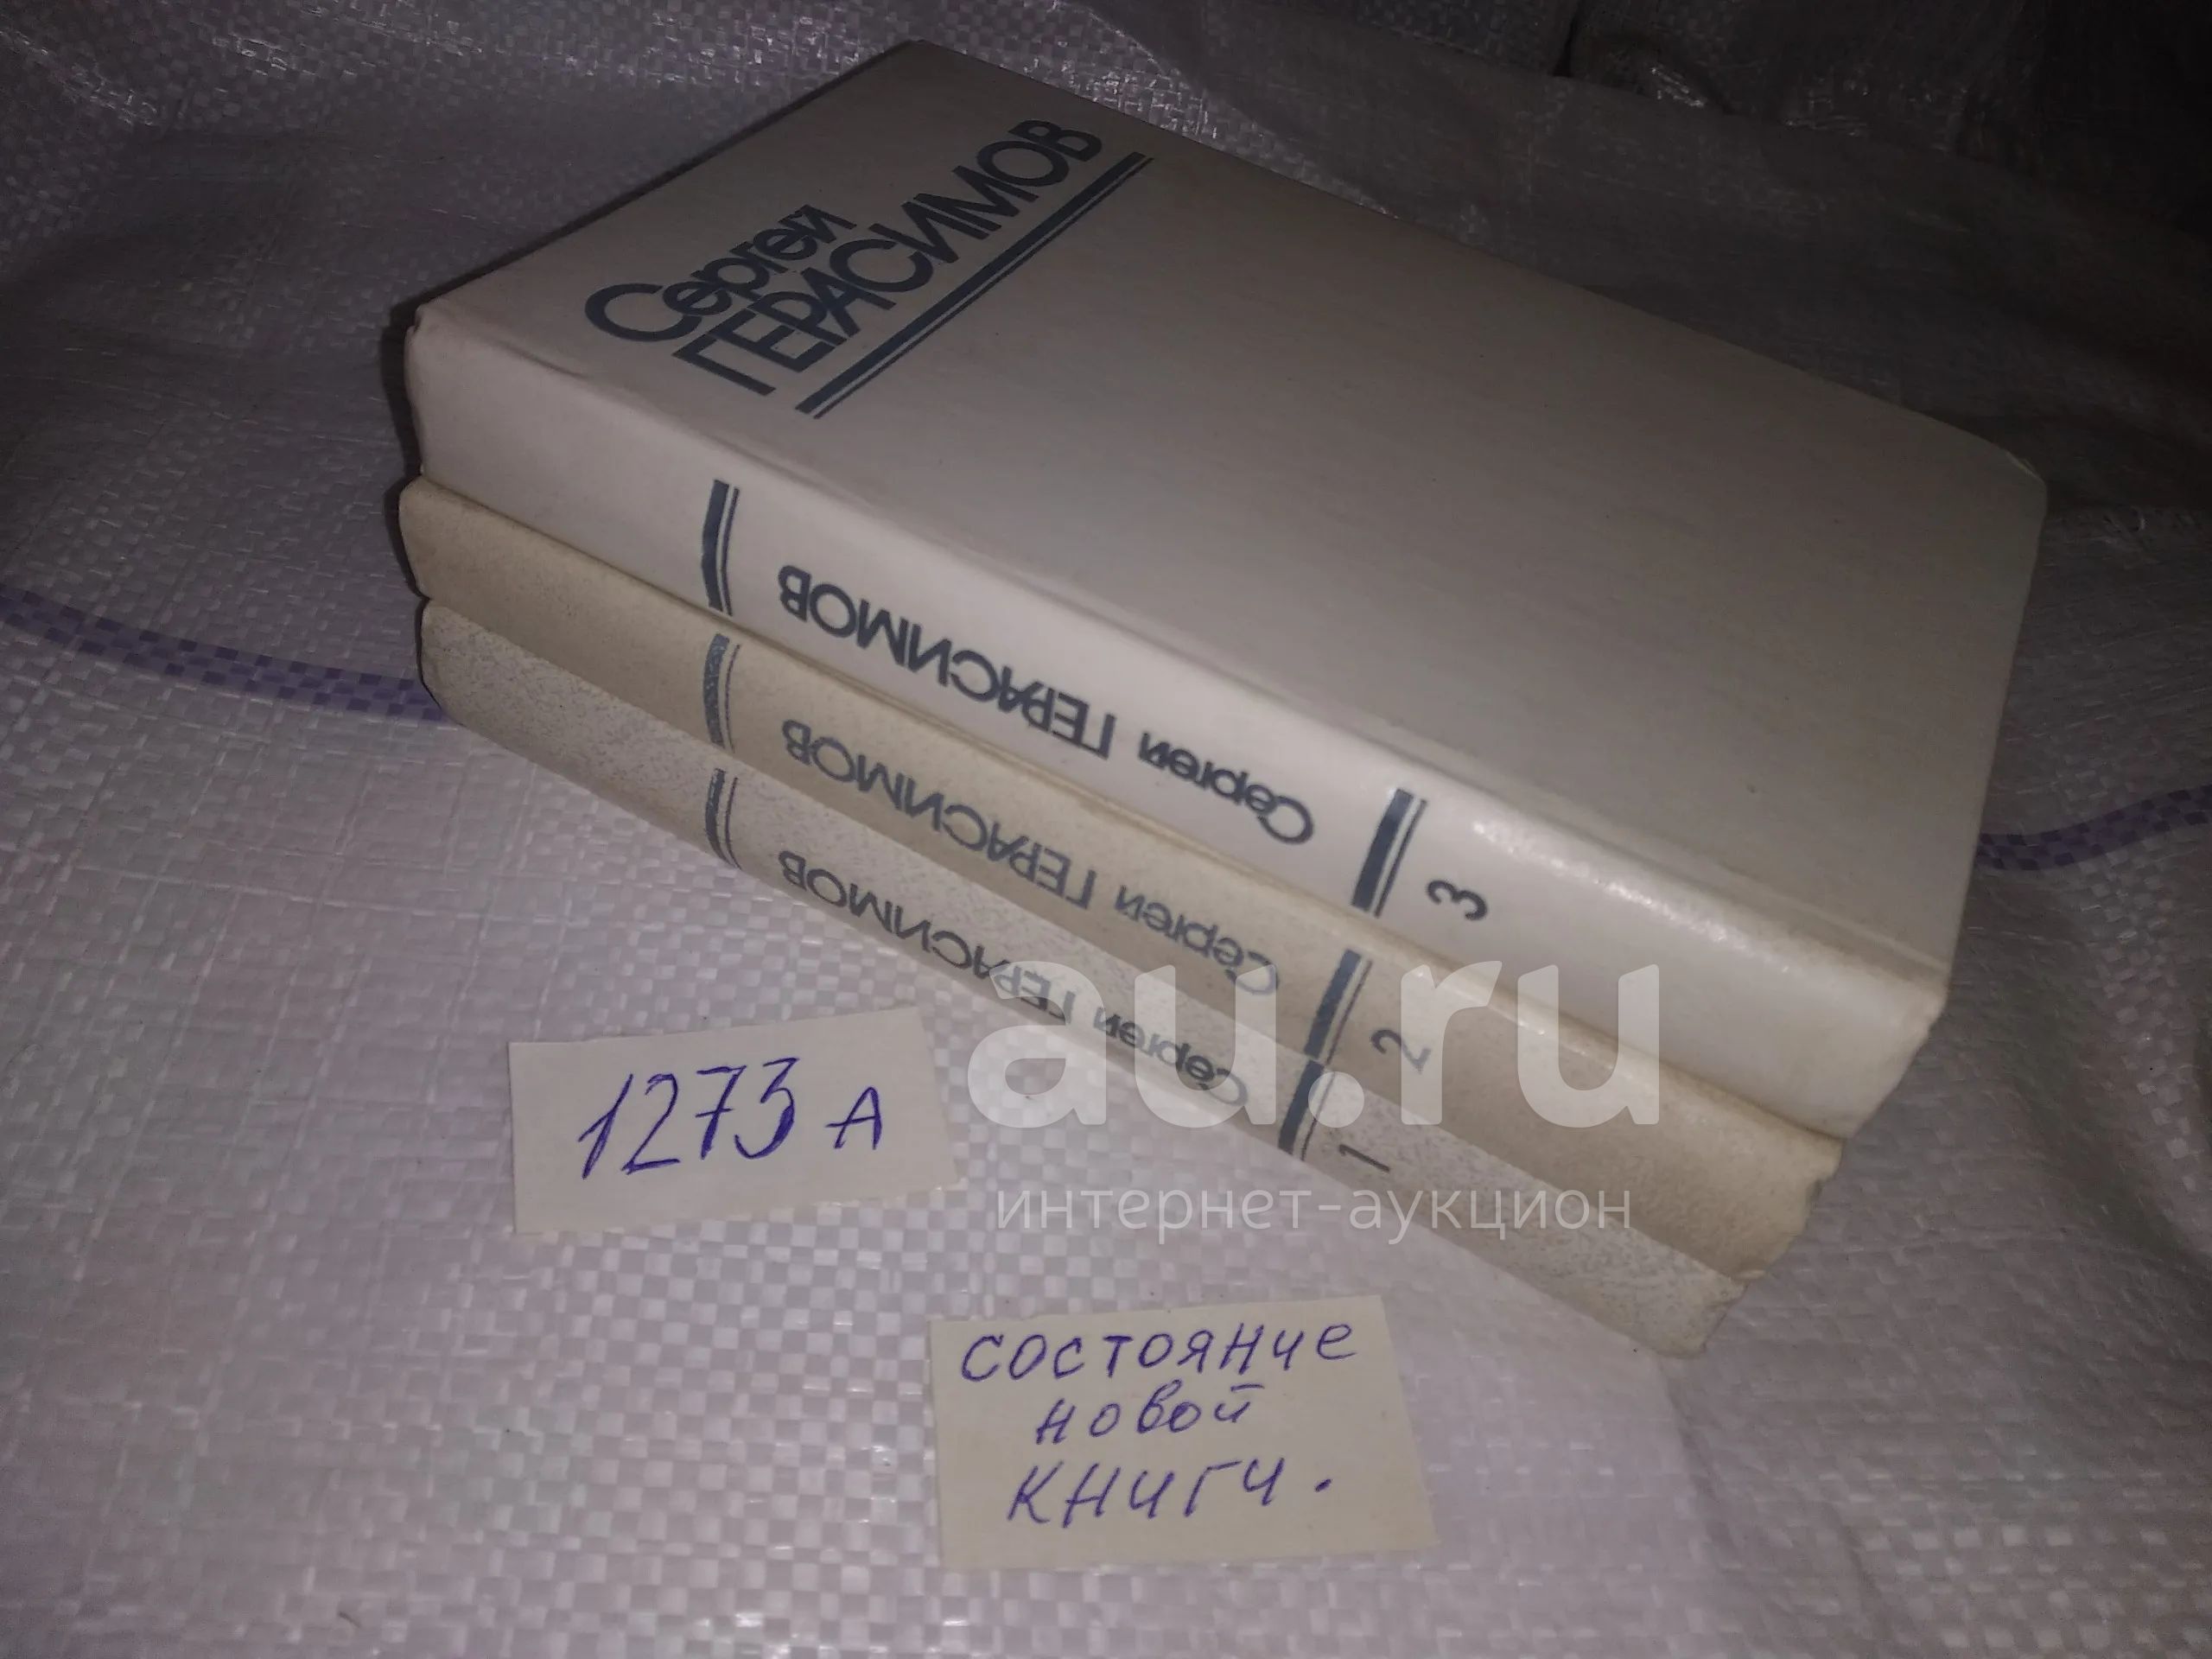 Сергей
ГЕРАСИМОВ
Сергей ГЕРАСИМОВ
3
Сергей ГЕРАСИМОВ
2
Сергей ГЕРАСИМОВ
1
au.ru
интернет-аукцион
1273 А
СОСТОЯНИЕ
НОВОЙ
КНИГИ.